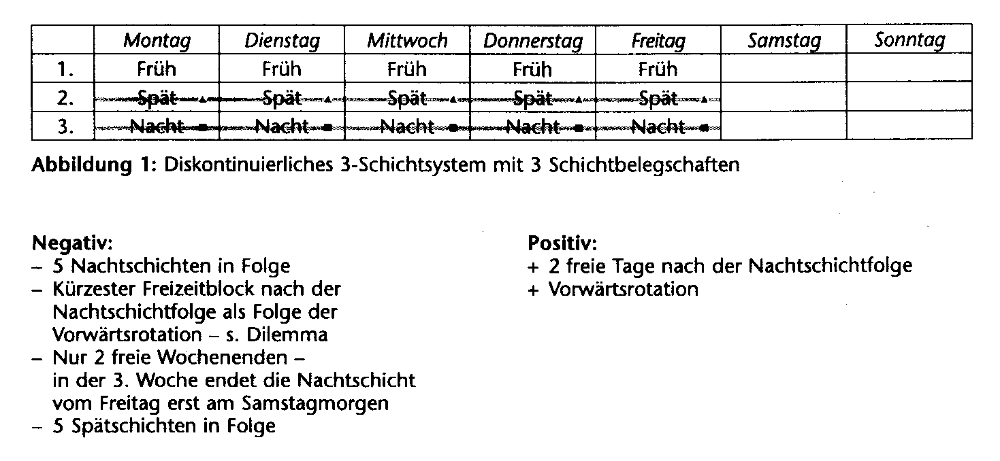 Montag Dienstag Mittwoch Donnerstag Freitag Samstag Sonntag
1. Früh Früh Früh Früh Früh
2. Spät Spät Spät Spät Spät
3. Nacht Nacht Nacht Nacht Nacht
Abbildung 1: Diskontinuierliches 3-Schichtsystem mit 3 Schichtbelegschaften
Negativ:
– 5 Nachtschichten in Folge
– Kürzester Freizeitblock nach der
Nachtschichtfolge als Folge der
Vorwärtsrotation – s. Dilemma
– Nur 2 freie Wochenenden –
in der 3. Woche endet die Nachtschicht
vom Freitag erst am Samstagmorgen
– 5 Spätschichten in Folge
Positiv:
+ 2 freie Tage nach der Nachtschichtfolge
+ Vorwärtsrotation